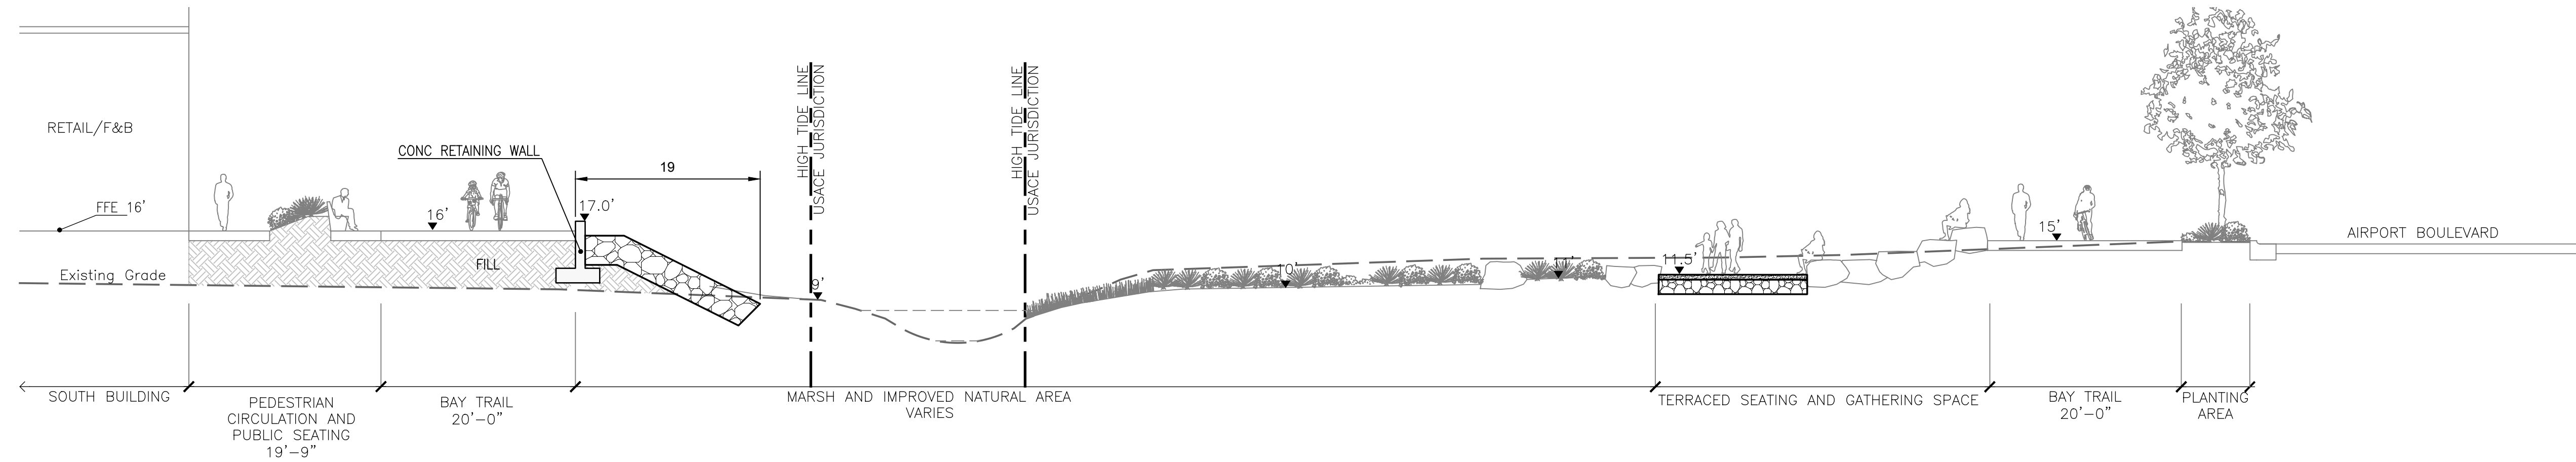 RETAIL/F&B
FFE 16'
Existing Grade
CONC RETAINING WALL
16'
17.0'
FILL
19
HIGH TIDE LINE
USACE JURISDICTION
9'
HIGH TIDE LINE
USACE JURISDICTION
10'
11'
11.5'
15'
AIRPORT BOULEVARD
SOUTH BUILDING
PEDESTRIAN
CIRCULATION AND
PUBLIC SEATING
19'-9"
BAY TRAIL
20'-0"
MARSH AND IMPROVED NATURAL AREA
VARIES
TERRACED SEATING AND GATHERING SPACE
BAY TRAIL
20'-0"
PLANTING
AREA